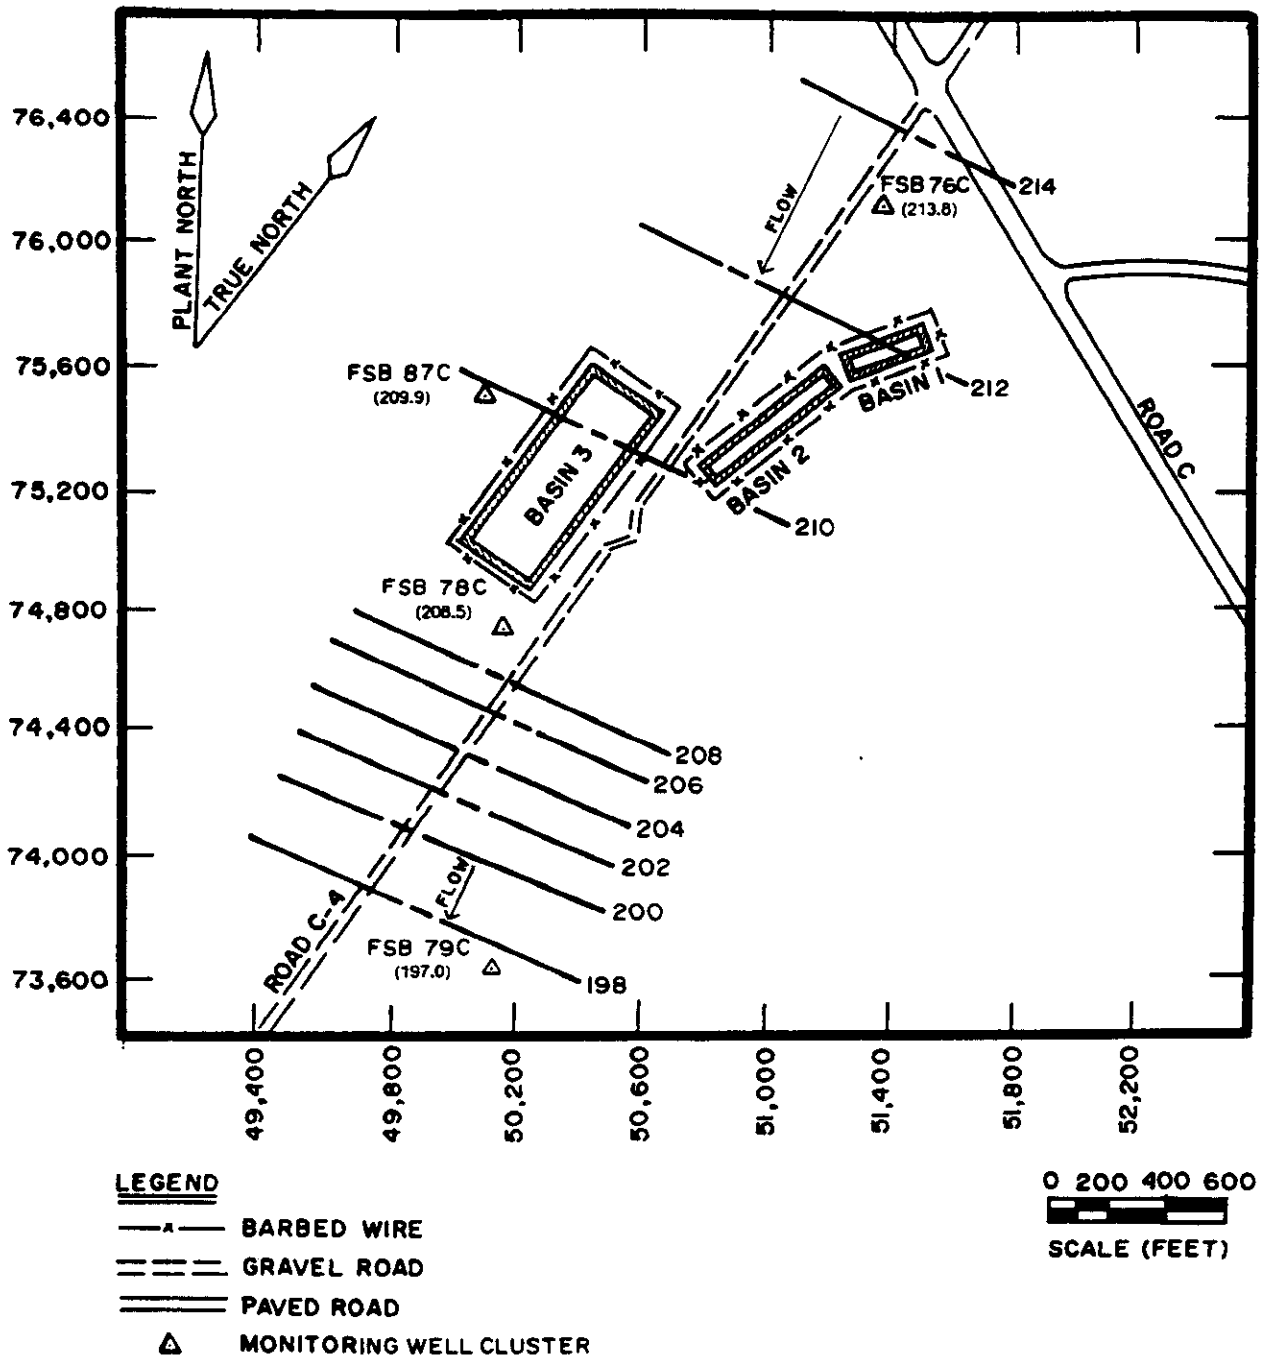 76,400
76,000
75,600
75,200
74,800
74,400
74,000
73,600
PLANT NORTH
TRUE NORTH
FLOW
FSB 76C
(213.8)
214
FSB 87C
(209.9)
BASIN 1
212
ROAD C
BASIN 3
BASIN 2
210
FSB 78C
(208.5)
208
206
204
202
200
FLOW
ROAD C-4
FSB 79C
(197.0)
198
49,400
49,800
50,200
50,600
51,000
51,400
51,800
52,200
LEGEND
BARBED WIRE
GRAVEL ROAD
PAVED ROAD
MONITORING WELL CLUSTER
0 200 400 600
SCALE (FEET)